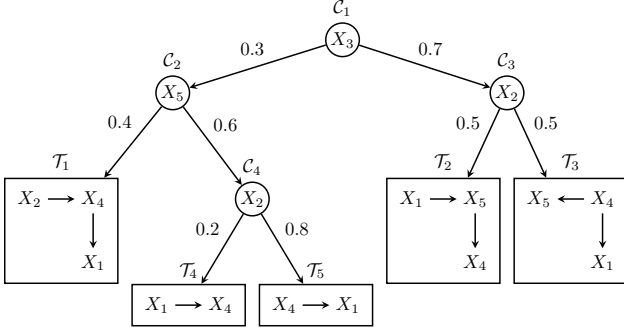 C₁
X₃
0.3 0.7
C₂ C₃
X₅ X₂
0.4 0.6 0.5 0.5
T₁ C₄ T₂ T₃
X₂ → X₄ X₂ X₁ → X₅ X₅ ← X₄
0.2 0.8
X₁ X₄ X₁
T₄ T₅
X₁ → X₄ X₄ → X₁